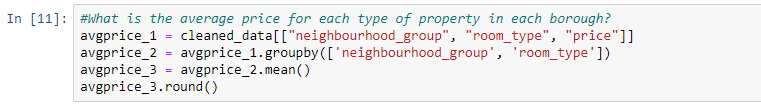 In [11]: #What is the average price for each type of property in each borough?
avgprice_1 = cleaned_data[["neighbourhood_group", "room_type", "price"]]
avgprice_2 = avgprice_1.groupby(['neighbourhood_group', 'room_type'])
avgprice_3 = avgprice_2.mean()
avgprice_3.round()